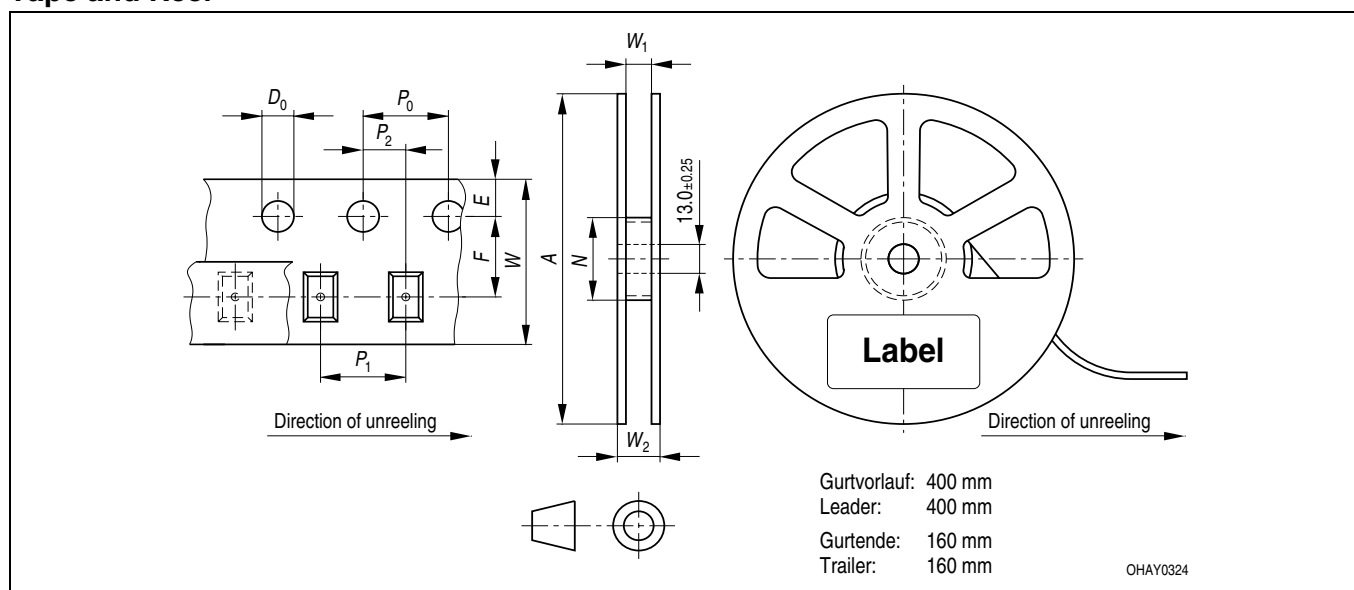 Tape and Reel
W1
D0
P0
P2
E
F
W
A
N
13.0±0.25
Label
P1
W2
Direction of unreeling
Direction of unreeling
Gurtvorlauf: 400 mm
Leader: 400 mm
Gurtende: 160 mm
Trailer: 160 mm
OHAY0324